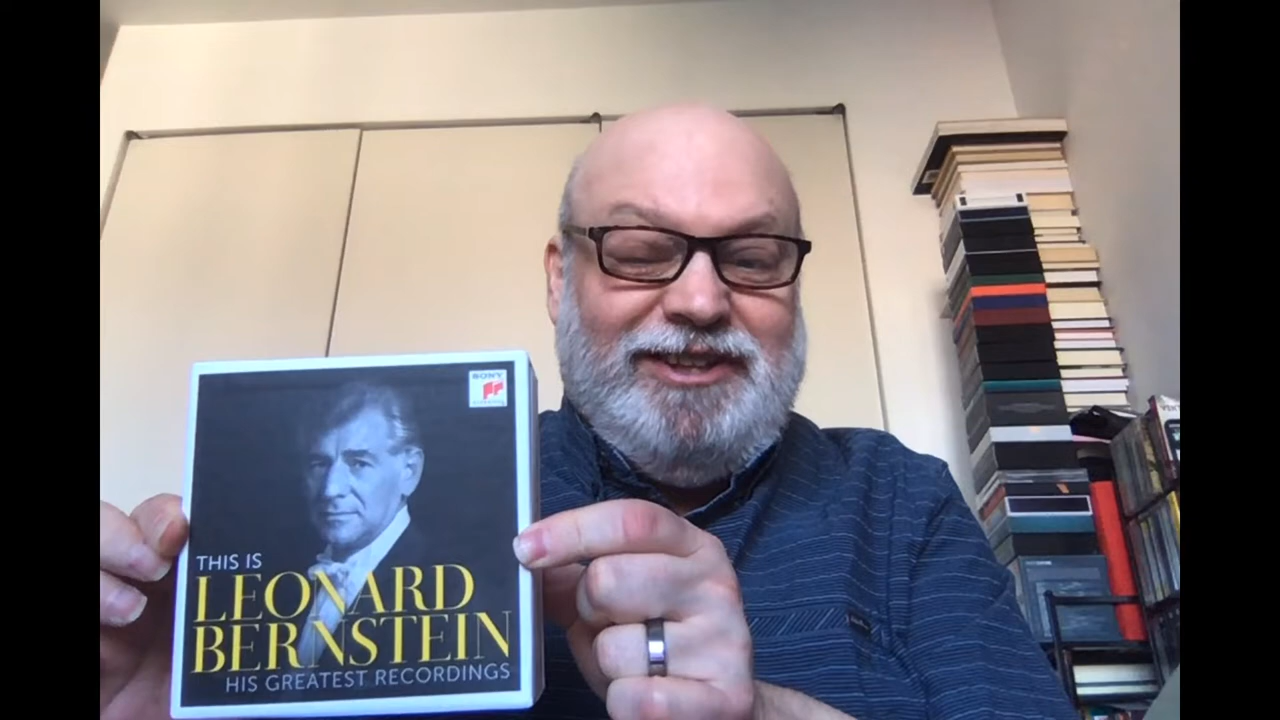 SONY
THIS IS
LEONARD
BERNSTEIN
HIS GREATEST RECORDINGS